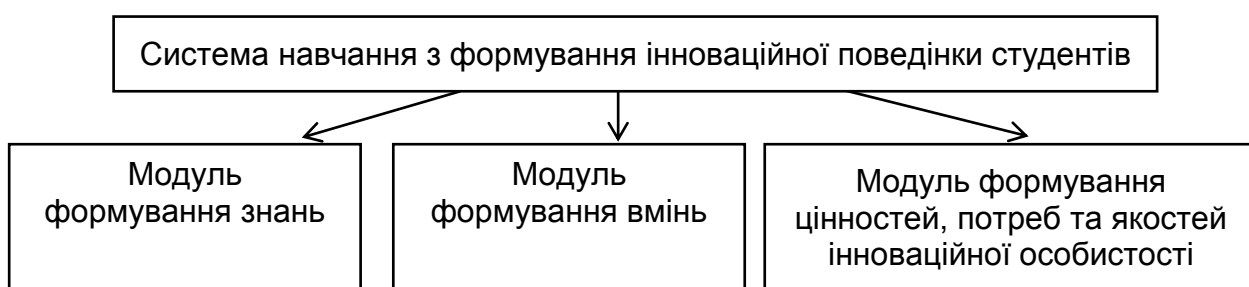 Система навчання з формування інноваційної поведінки студентів
Модуль
формування знань
Модуль
формування вмінь
Модуль формування
цінностей, потреб та якостей
інноваційної особистості